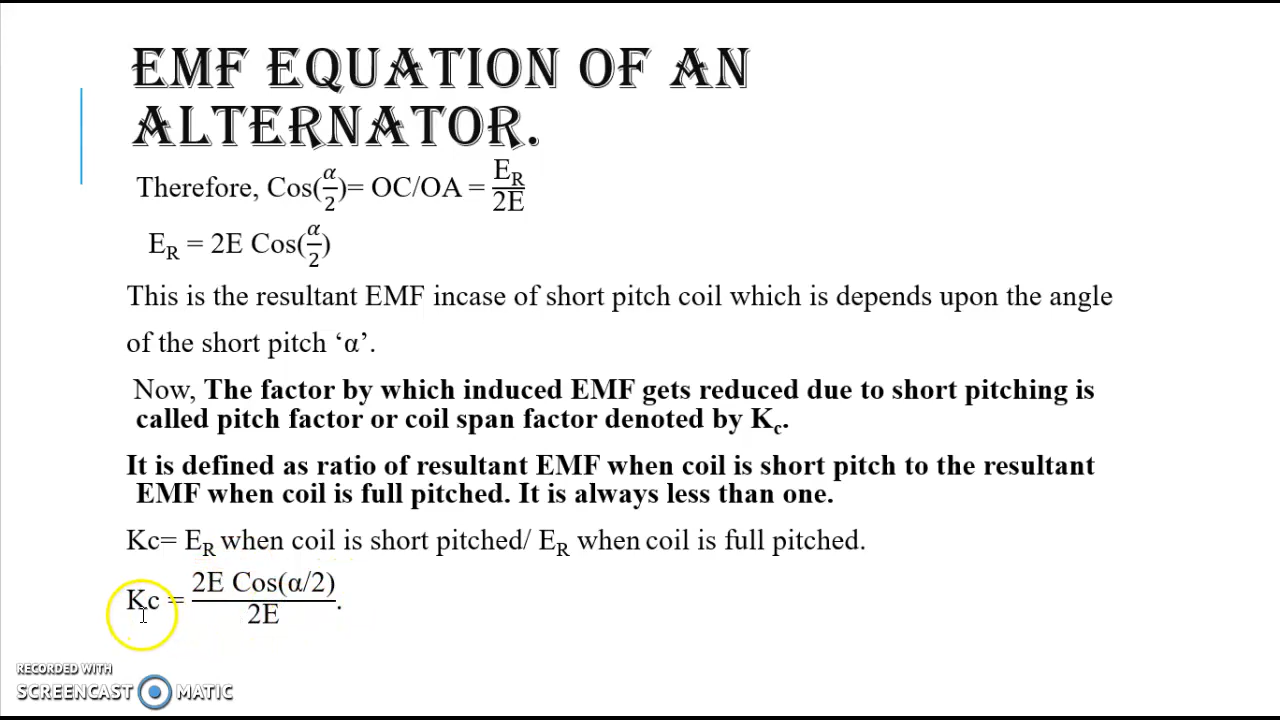 EMF EQUATION OF AN
ALTERNATOR.
Therefore, Cos(α/2)= OC/OA = E_R/2E
E_R = 2E Cos(α/2)
This is the resultant EMF incase of short pitch coil which is depends upon the angle
of the short pitch ‘α’.
Now, The factor by which induced EMF gets reduced due to short pitching is
called pitch factor or coil span factor denoted by K_c.
It is defined as ratio of resultant EMF when coil is short pitch to the resultant
EMF when coil is full pitched. It is always less than one.
Kc= E_R when coil is short pitched/ E_R when coil is full pitched.
Kc = 2E Cos(α/2)/2E.
RECORDED WITH
SCREENCAST MATIC